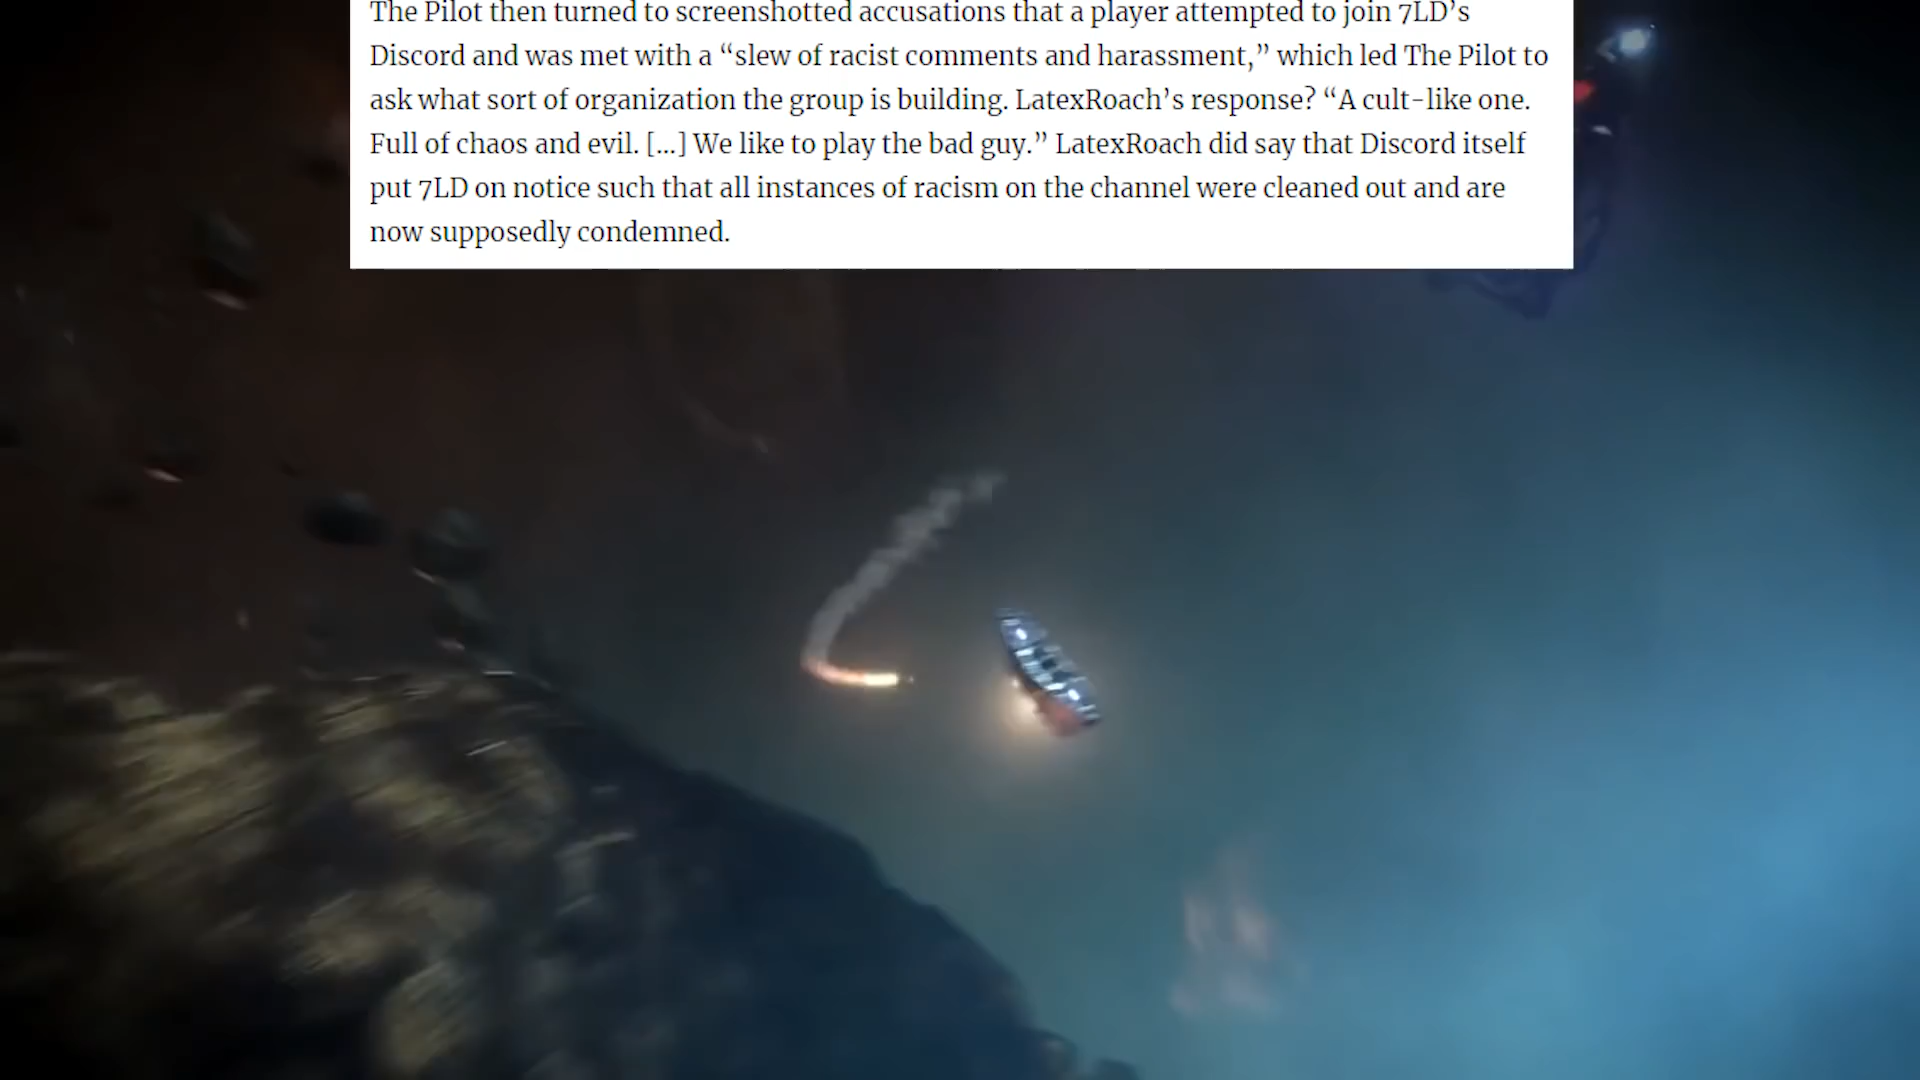 The Pilot then turned to screenshotted accusations that a player attempted to join 7LD’s
Discord and was met with a “slew of racist comments and harassment,” which led The Pilot to
ask what sort of organization the group is building. LatexRoach’s response? “A cult-like one.
Full of chaos and evil. [...] We like to play the bad guy.” LatexRoach did say that Discord itself
put 7LD on notice such that all instances of racism on the channel were cleaned out and are
now supposedly condemned.